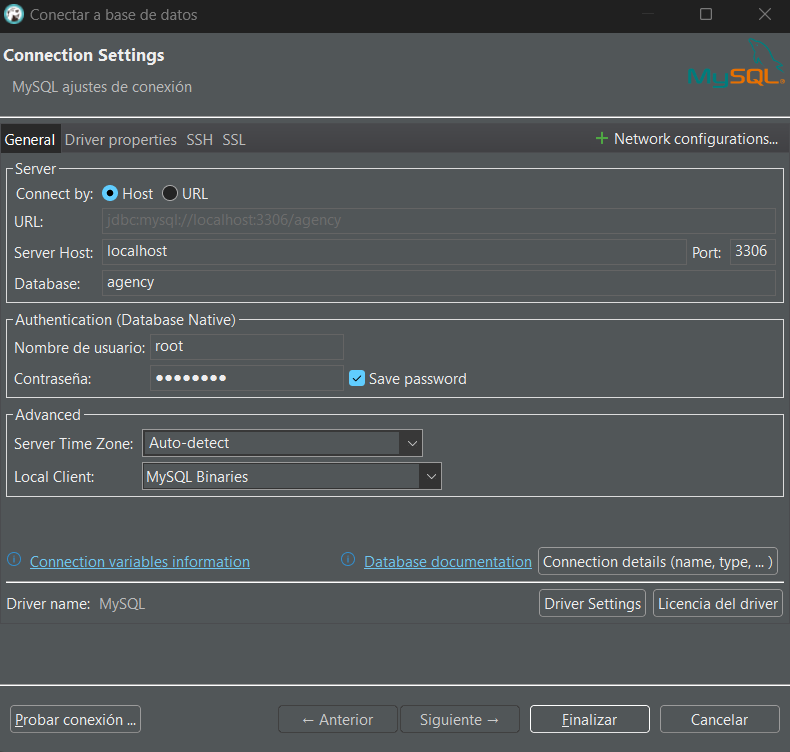 Conectar a base de datos
Connection Settings
MySQL ajustes de conexión
MySQL®
General Driver properties SSH SSL + Network configurations...
Server
Connect by: Host URL
URL: jdbc:mysql://localhost:3306/agency
Server Host: localhost Port: 3306
Database: agency
Authentication (Database Native)
Nombre de usuario: root
Contraseña: •••••••• Save password
Advanced
Server Time Zone: Auto-detect
Local Client: MySQL Binaries
Connection variables information Database documentation Connection details (name, type, ... )
Driver name: MySQL Driver Settings Licencia del driver
Probar conexión ... ← Anterior Siguiente → Finalizar Cancelar